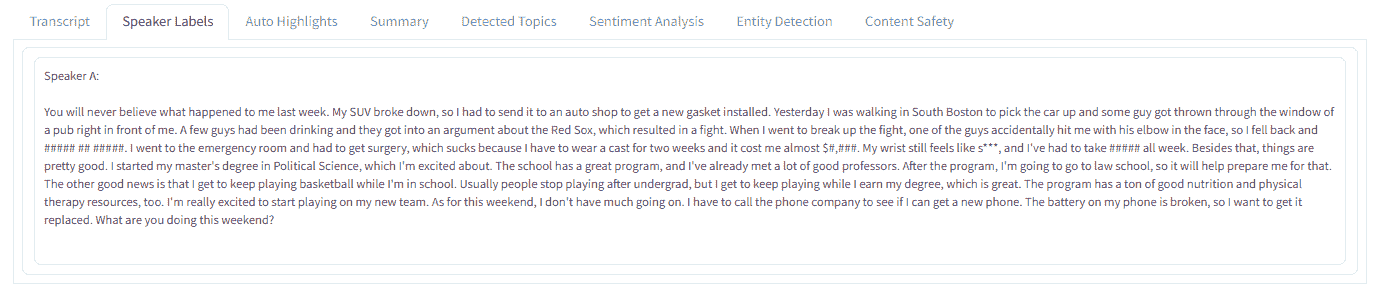 Transcript Speaker Labels Auto Highlights Summary Detected Topics Sentiment Analysis Entity Detection Content Safety
Speaker A:
You will never believe what happened to me last week. My SUV broke down, so I had to send it to an auto shop to get a new gasket installed. Yesterday I was walking in South Boston to pick the car up and some guy got thrown through the window of
a pub right in front of me. A few guys had been drinking and they got into an argument about the Red Sox, which resulted in a fight. When I went to break up the fight, one of the guys accidentally hit me with his elbow in the face, so I fell back and
##### ## #####. I went to the emergency room and had to get surgery, which sucks because I have to wear a cast for two weeks and it cost me almost $#,###. My wrist still feels like s***, and I've had to take ##### all week. Besides that, things are
pretty good. I started my master's degree in Political Science, which I'm excited about. The school has a great program, and I've already met a lot of good professors. After the program, I'm going to go to law school, so it will help prepare me for that.
The other good news is that I get to keep playing basketball while I'm in school. Usually people stop playing after undergrad, but I get to keep playing while I earn my degree, which is great. The program has a ton of good nutrition and physical
therapy resources, too. I'm really excited to start playing on my new team. As for this weekend, I don't have much going on. I have to call the phone company to see if I can get a new phone. The battery on my phone is broken, so I want to get it
replaced. What are you doing this weekend?